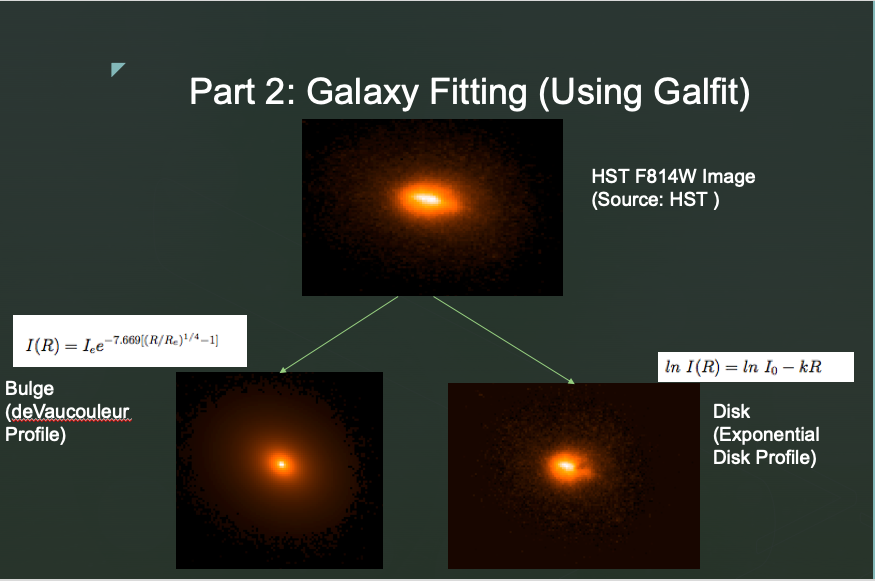 Part 2: Galaxy Fitting (Using Galfit)
HST F814W Image
(Source: HST )
I(R) = I_e e^{-7.669[(R/R_e)^{1/4}-1]}
Bulge
(deVaucouleur
Profile)
ln I(R) = ln I_0 − kR
Disk
(Exponential
Disk Profile)